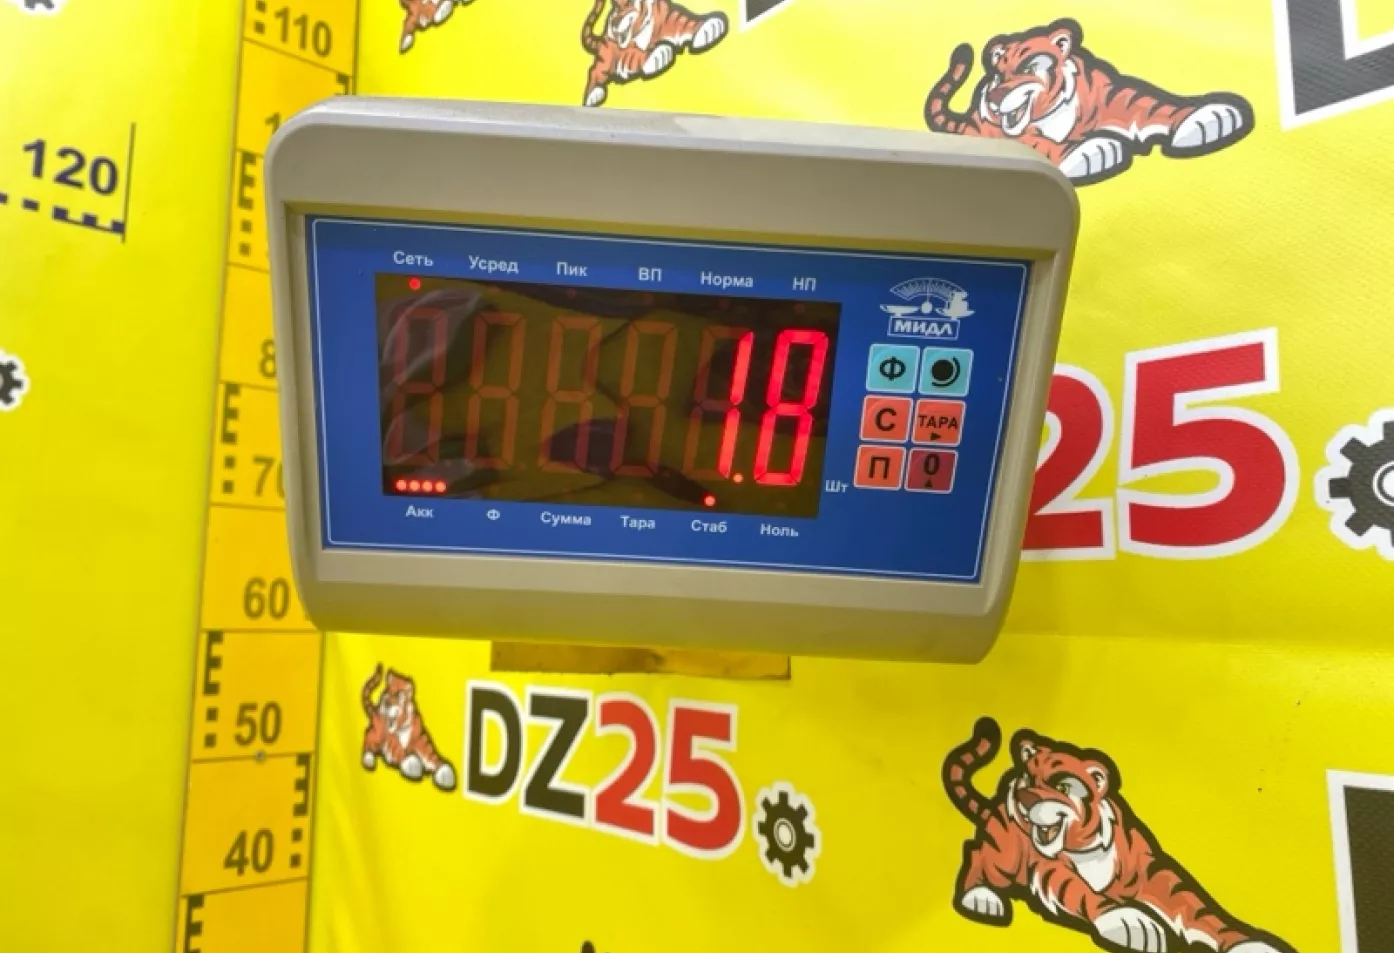 110
120
Сеть Усред Пик ВП Норма НП
МИДЛ
1.8
Ф
С ТАРА
П 0
Шт
Акк Ф Сумма Тара Стаб Ноль
8
70
25
60
50
DZ25
40